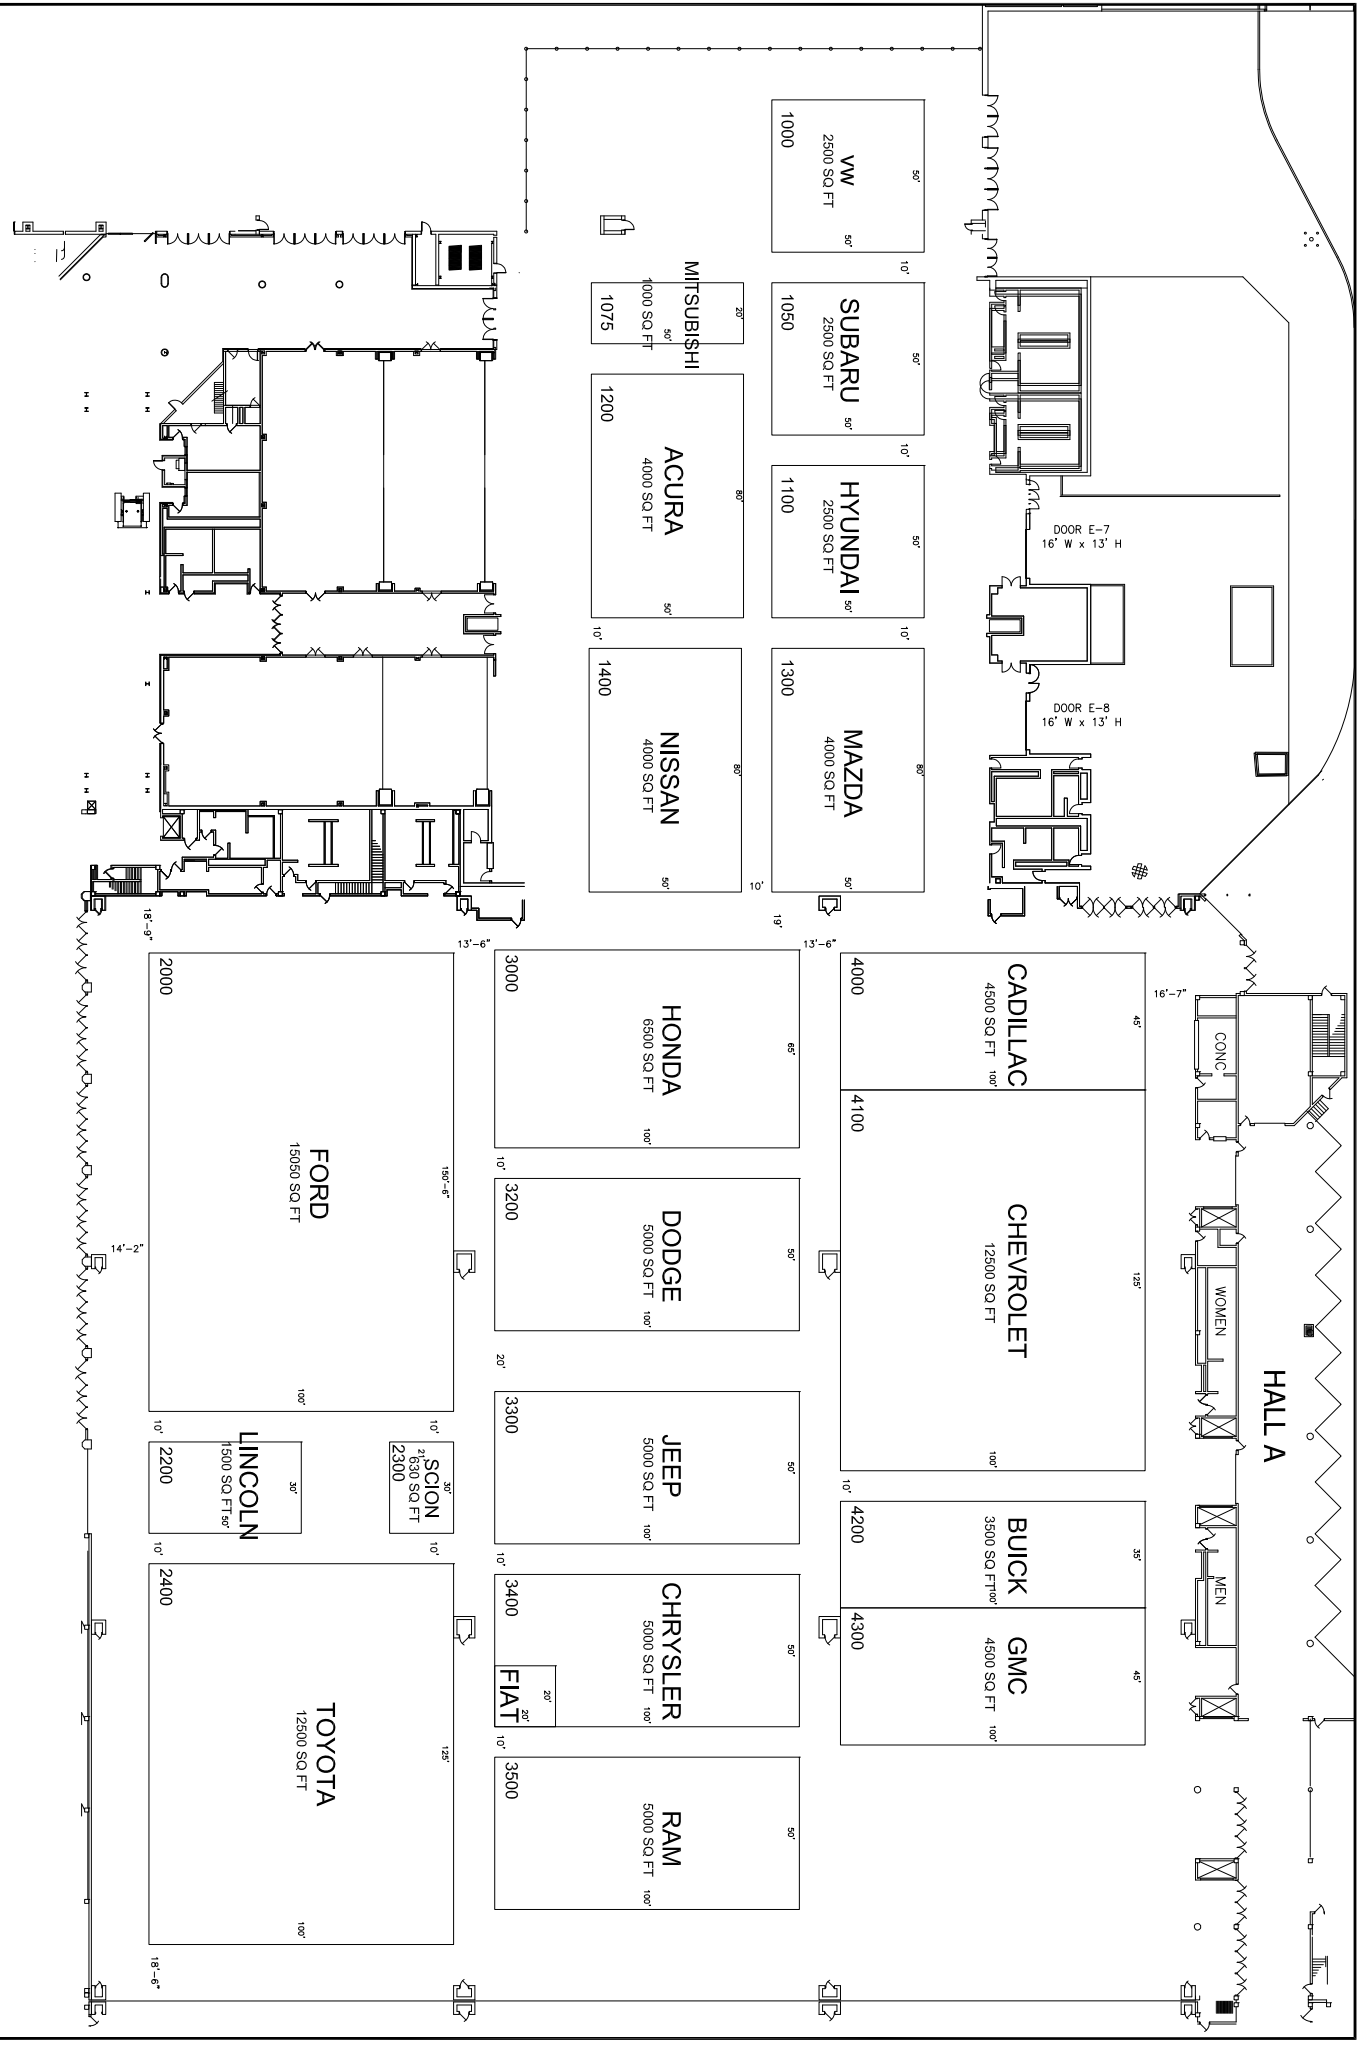 VW
2500 SQ FT
1000
50'
50'
10'
MITSUBISHI
1000 SQ FT
1075
20'
50'
SUBARU
2500 SQ FT
1050
50'
50'
10'
ACURA
4000 SQ FT
1200
80'
50'
10'
HYUNDAI
2500 SQ FT
1100
50'
50'
10'
DOOR E-7
16' W x 13' H
NISSAN
4000 SQ FT
1400
80'
50'
10'
MAZDA
4000 SQ FT
1300
80'
50'
DOOR E-8
16' W x 13' H
19'
18'-9"
13'-6"
13'-6"
16'-7"
FORD
15050 SQ FT
2000
150'-6"
100'
14'-2"
10'
10'
HONDA
6500 SQ FT
3000
65'
100'
10'
CADILLAC
4500 SQ FT
4000
45'
100'
CONC
CHEVROLET
12500 SQ FT
4100
125'
100'
10'
WOMEN
HALL A
DODGE
5000 SQ FT
3200
50'
100'
20'
LINCOLN
1500 SQ FT
2200
30'
50'
10'
SCION
630 SQ FT
2300
30'
21'
10'
JEEP
5000 SQ FT
3300
50'
100'
10'
BUICK
3500 SQ FT
4200
35'
100'
MEN
GMC
4500 SQ FT
4300
45'
100'
CHRYSLER
5000 SQ FT
3400
50'
100'
FIAT
20'
20'
10'
TOYOTA
12500 SQ FT
2400
125'
100'
18'-6"
RAM
5000 SQ FT
3500
50'
100'